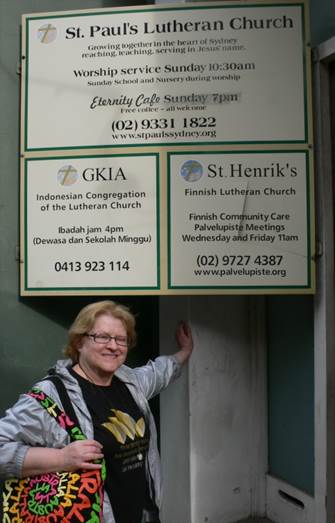 St. Paul's Lutheran Church
Growing together in the heart of Sydney
reaching, teaching, serving in Jesus' name.
Worship service Sunday 10:30am
Sunday School and Nursery during worship
Eternity Cafe Sunday 7pm
Free coffee - all welcome
(02) 9331 1822
www.stpaulssydney.org
GKIA
Indonesian Congregation
of the Lutheran Church
Ibadah jam 4pm
(Dewasa dan Sekolah Minggu)
0413 923 114
St. Henrik's
Finnish Lutheran Church
Finnish Community Care
Palvelupiste Meetings
Wednesday and Friday 11am
(02) 9727 4387
www.palvelupiste.org